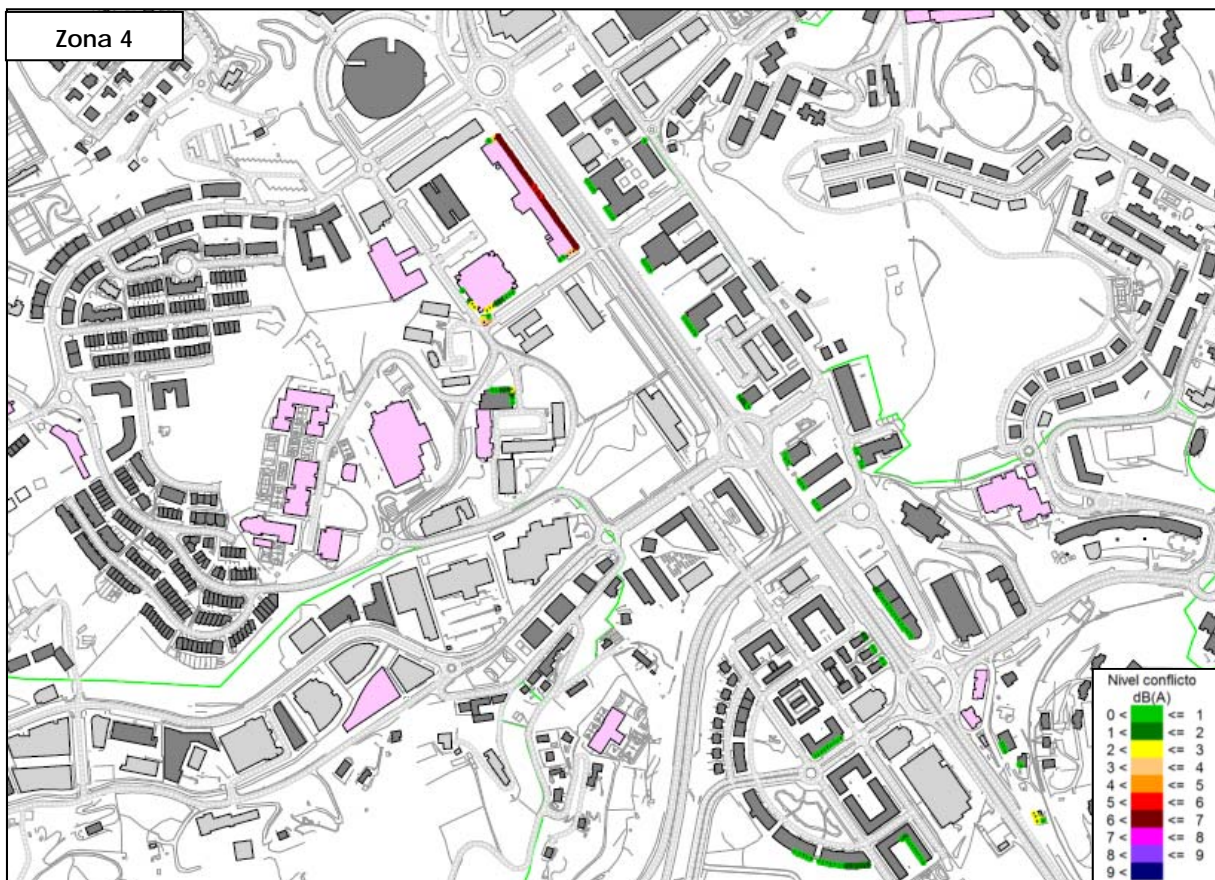 Zona 4
Nivel conflicto
dB(A)
0 < <= 1
1 < <= 2
2 < <= 3
3 < <= 4
4 < <= 5
5 < <= 6
6 < <= 7
7 < <= 8
8 < <= 9
9 <